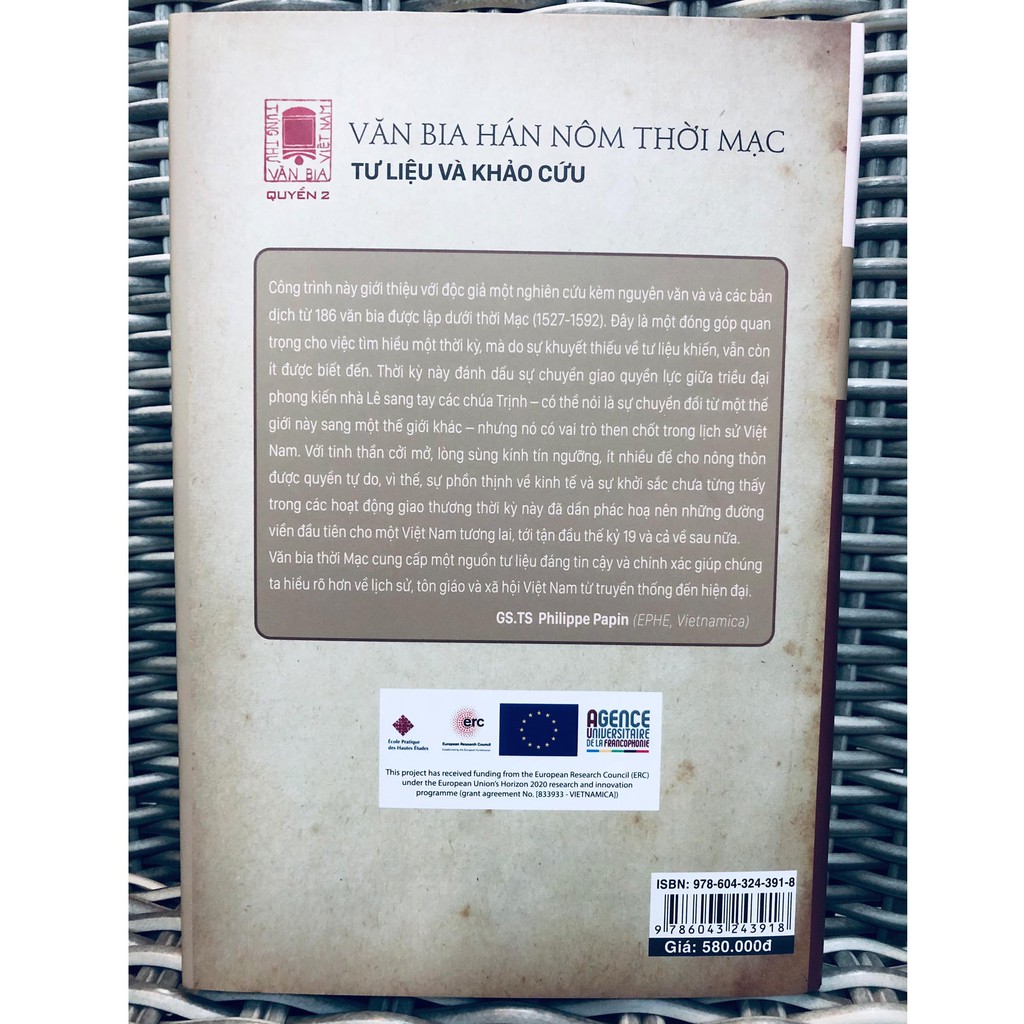 TÙNG THƯ
VĂN BIA
VIỆT NAM
QUYỂN 2
VĂN BIA HÁN NÔM THỜI MẠC
TƯ LIỆU VÀ KHẢO CỨU
Công trình này giới thiệu với độc giả một nghiên cứu kèm nguyên văn và và các bản
dịch từ 186 văn bia được lập dưới thời Mạc (1527-1592). Đây là một đóng góp quan
trọng cho việc tìm hiểu một thời kỳ, mà do sự khuyết thiếu về tư liệu khiến, vẫn còn
ít được biết đến. Thời kỳ này đánh dấu sự chuyển giao quyền lực giữa triều đại
phong kiến nhà Lê sang tay các chúa Trịnh – có thể nói là sự chuyển đổi từ một thế
giới này sang một thế giới khác – nhưng nó có vai trò then chốt trong lịch sử Việt
Nam. Với tinh thần cởi mở, lòng sùng kính tín ngưỡng, ít nhiều để cho nông thôn
được quyền tự do, vì thế, sự phồn thịnh về kinh tế và sự khởi sắc chưa từng thấy
trong các hoạt động giao thương thời kỳ này đã dần phác hoạ nên những đường
viền đầu tiên cho một Việt Nam tương lai, tới tận đầu thế kỷ 19 và cả về sau nữa.
Văn bia thời Mạc cung cấp một nguồn tư liệu đáng tin cậy và chính xác giúp chúng
ta hiểu rõ hơn về lịch sử, tôn giáo và xã hội Việt Nam từ truyền thống đến hiện đại.
GS.TS Philippe Papin (EPHE, Vietnamica)
École Pratique
des Hautes Études
erc
European Research Council
Established by the European Commission
AGENCE
UNIVERSITAIRE
DE LA FRANCOPHONIE
This project has received funding from the European Research Council (ERC)
under the European Union's Horizon 2020 research and innovation
programme (grant agreement No. [833933 - VIETNAMICA])
ISBN: 978-604-324-391-8
9 786043 243918
Giá: 580.000đ